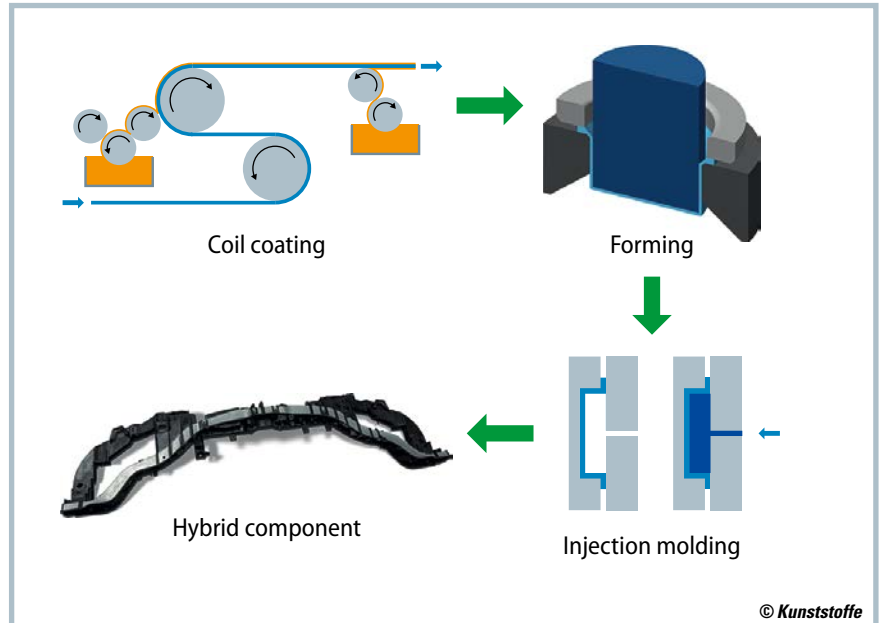 Coil coating
Forming
Hybrid component
Injection molding
© Kunststoffe